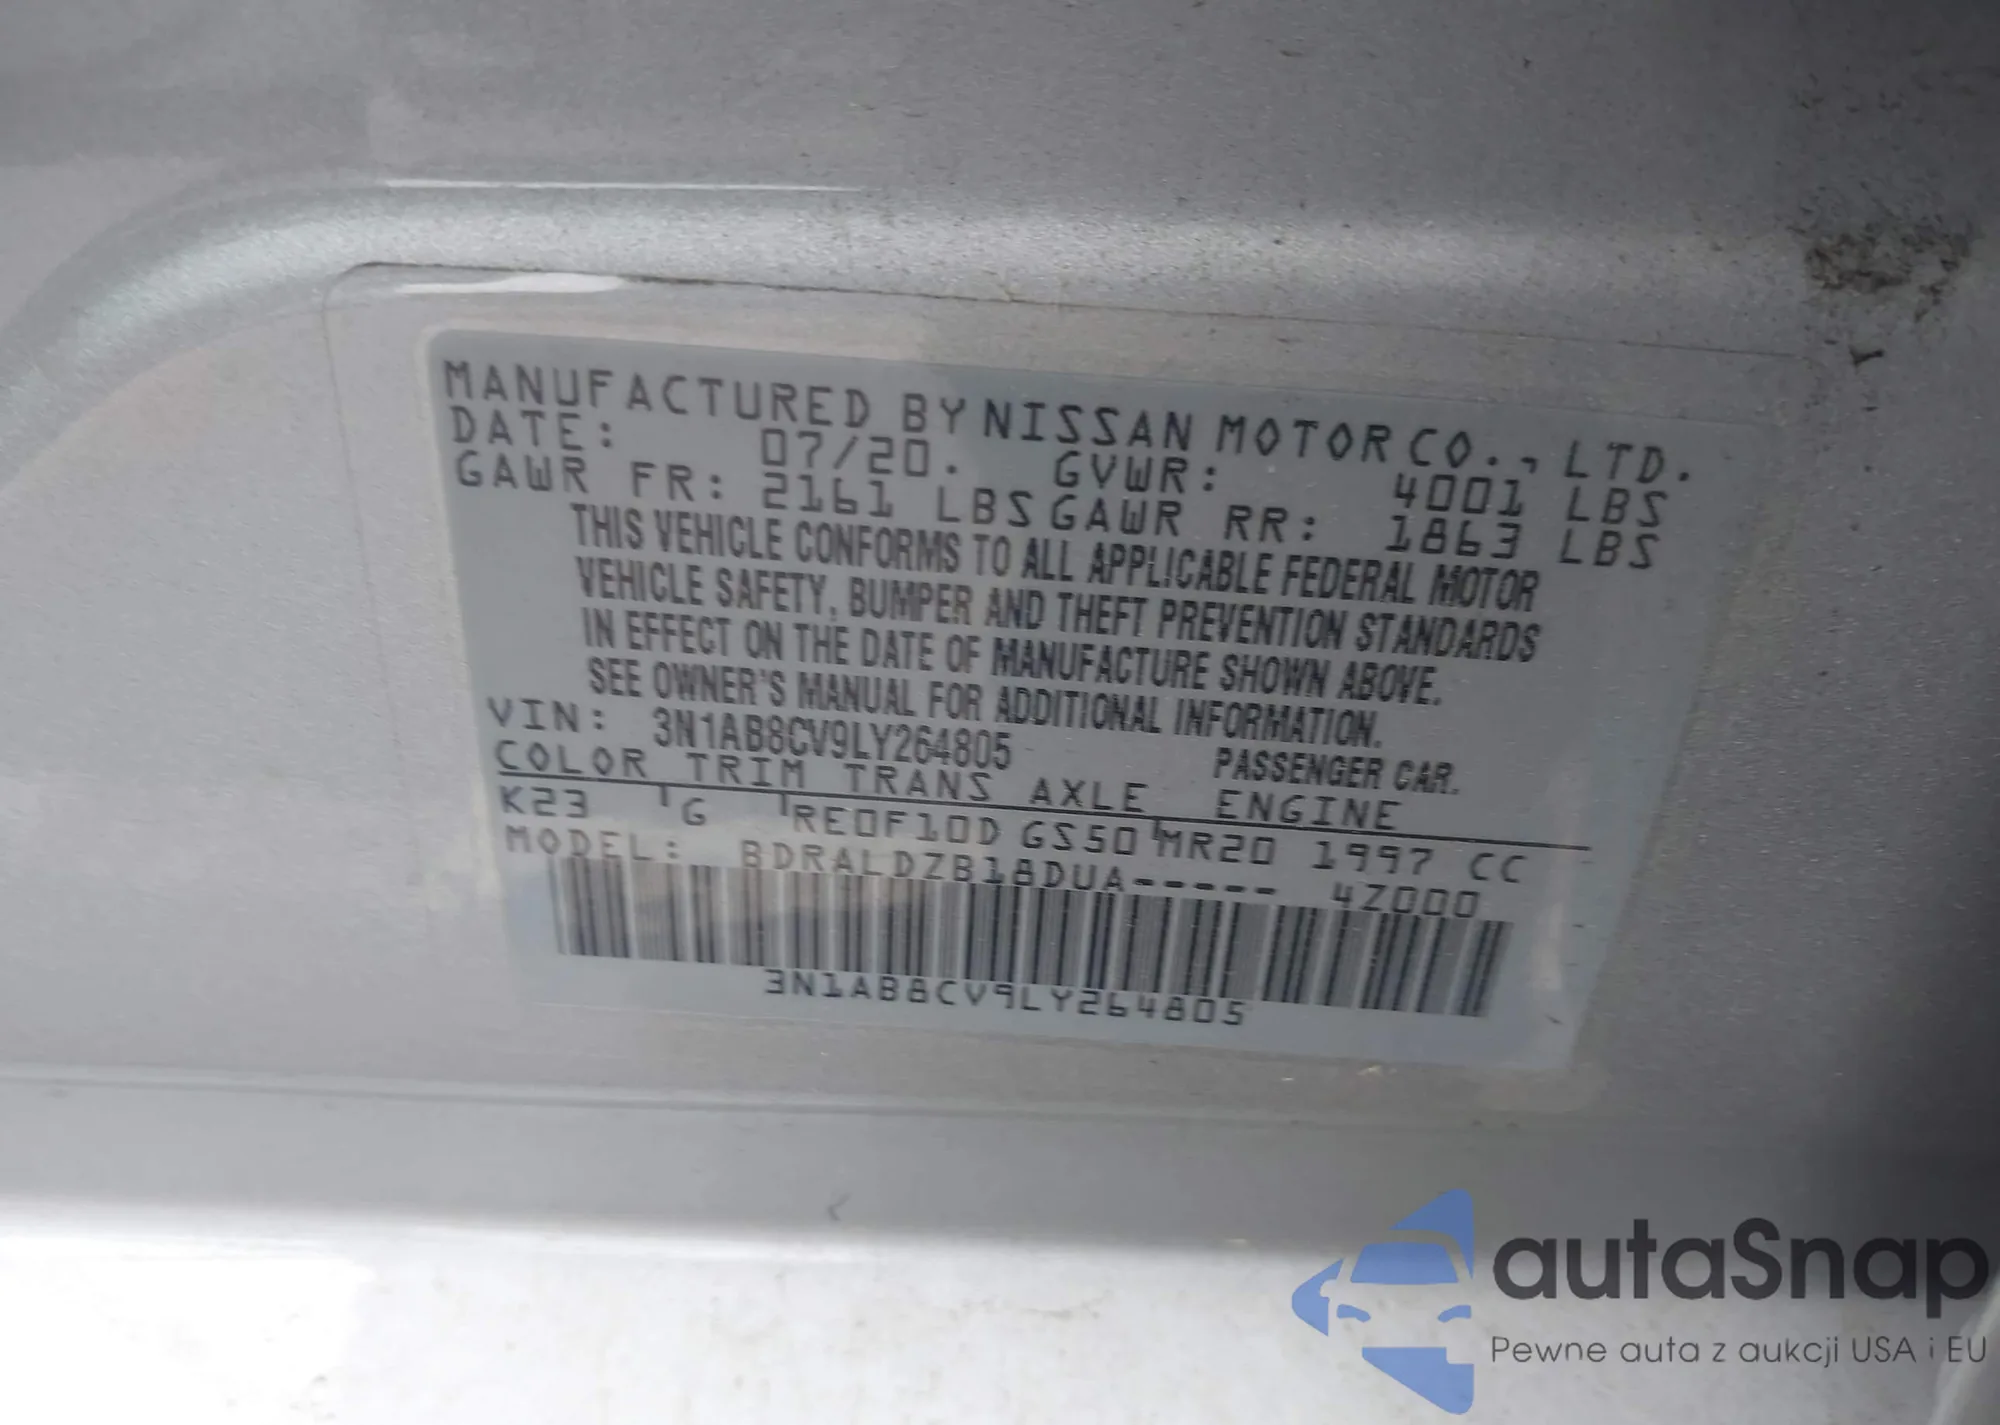 MANUFACTURED BY NISSAN MOTOR CO., LTD.
DATE: 07/20. GVWR: 4001 LBS
GAWR FR: 2161 LBS GAWR RR: 1863 LBS
THIS VEHICLE CONFORMS TO ALL APPLICABLE FEDERAL MOTOR
VEHICLE SAFETY, BUMPER AND THEFT PREVENTION STANDARDS
IN EFFECT ON THE DATE OF MANUFACTURE SHOWN ABOVE.
SEE OWNER'S MANUAL FOR ADDITIONAL INFORMATION.
VIN: 3N1AB8CV9LY264805 PASSENGER CAR.
COLOR TRIM TRANS AXLE ENGINE
K23 G RE0F10D GS50 MR20 1997 CC
MODEL: BDRALDZB18DUA----- 4Z000
3N1AB8CV9LY264805
autaSnap
Pewne auta z aukcji USA i EU